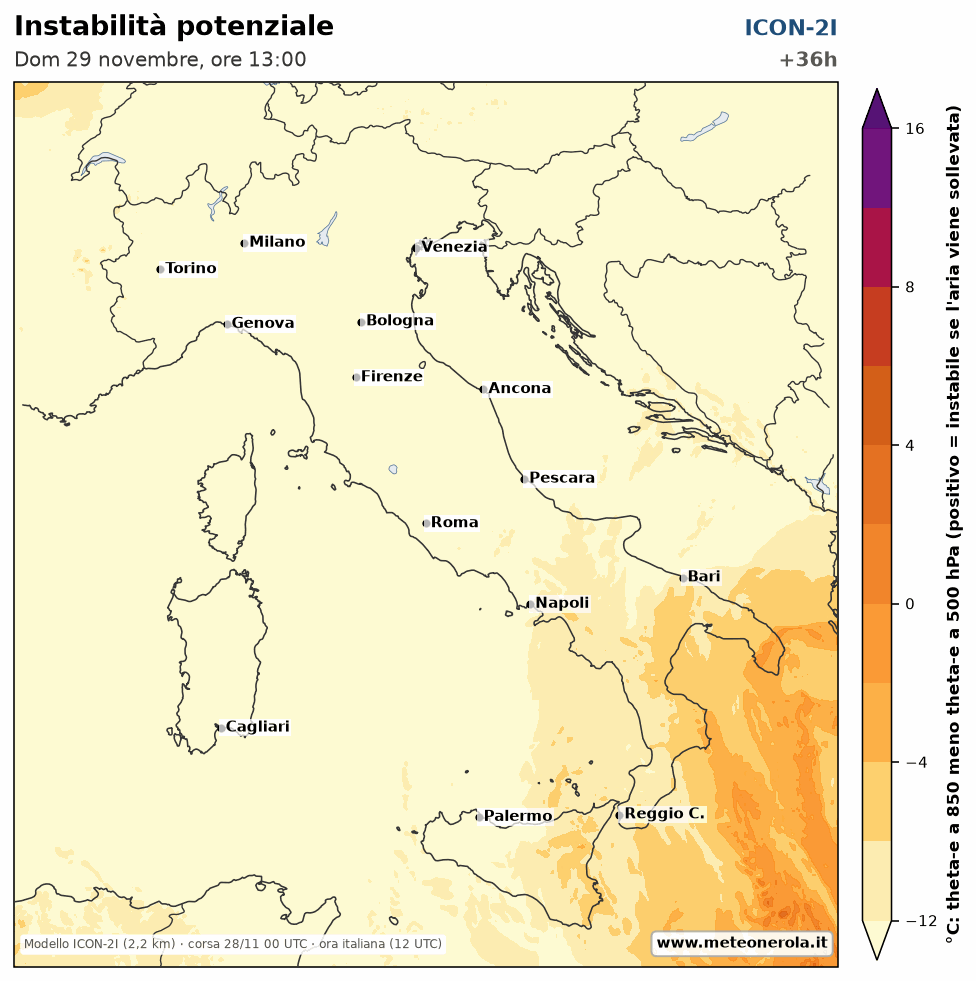 Instabilità potenziale
ICON-2I
Dom 29 novembre, ore 13:00
+36h
Milano
Venezia
Torino
Genova
Bologna
Firenze
Ancona
Pescara
Roma
Bari
Napoli
Cagliari
Palermo
Reggio C.
Modello ICON-2I (2,2 km) · corsa 28/11 00 UTC · ora italiana (12 UTC)
www.meteonerola.it
16
8
4
0
−4
−12
°C: theta-e a 850 meno theta-e a 500 hPa (positivo = instabile se l'aria viene sollevata)